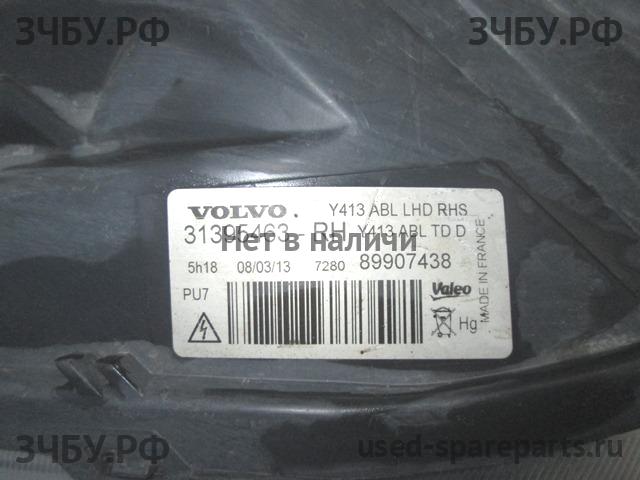 ЗЧБУ.РФ
ЗЧБУ.РФ
VOLVO. Y413 ABL LHD RHS
31395463 - RH Y413 ABL TD D
Нет в наличи
5h18 08/03/13 7280 89907438
PU7
Valeo
Hg
MADE IN FRANCE
ЗЧБУ.РФ
used-spareparts.ru